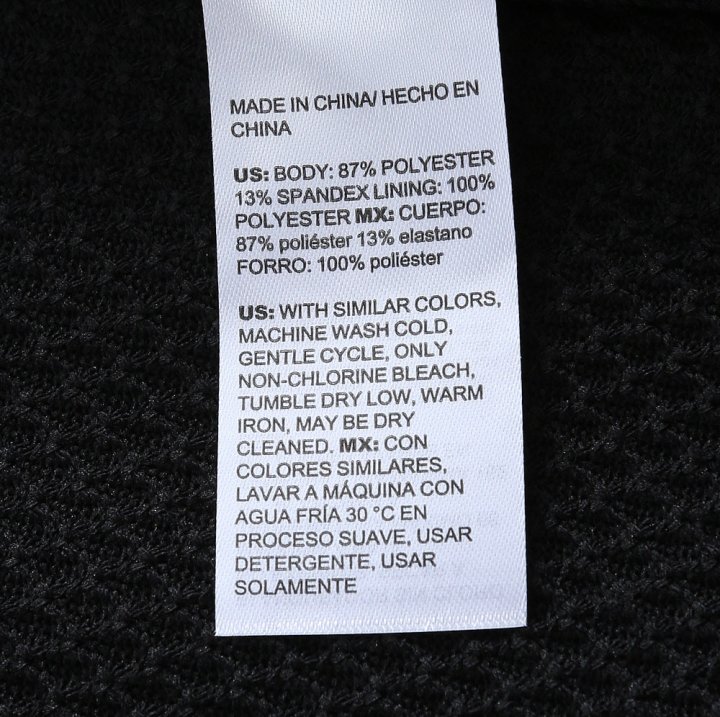 MADE IN CHINA/ HECHO EN
CHINA
US: BODY: 87% POLYESTER
13% SPANDEX LINING: 100%
POLYESTER MX: CUERPO:
87% poliéster 13% elastano
FORRO: 100% poliéster
US: WITH SIMILAR COLORS,
MACHINE WASH COLD,
GENTLE CYCLE, ONLY
NON-CHLORINE BLEACH,
TUMBLE DRY LOW, WARM
IRON, MAY BE DRY
CLEANED. MX: CON
COLORES SIMILARES,
LAVAR A MÁQUINA CON
AGUA FRÍA 30 °C EN
PROCESO SUAVE, USAR
DETERGENTE, USAR
SOLAMENTE